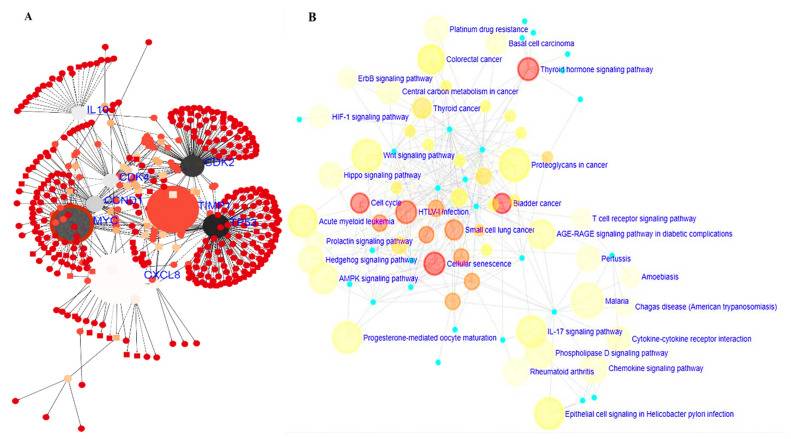 A
B
IL10
CDK2
CDK4
CCND1
TIMP1
MYC
TP53
CXCL8
Platinum drug resistance
Basal cell carcinoma
Colorectal cancer
Thyroid hormone signaling pathway
ErbB signaling pathway
Central carbon metabolism in cancer
Thyroid cancer
HIF-1 signaling pathway
Wnt signaling pathway
Proteoglycans in cancer
Hippo signaling pathway
Cell cycle
HTLV-I infection
Bladder cancer
Acute myeloid leukemia
Small cell lung cancer
T cell receptor signaling pathway
AGE-RAGE signaling pathway in diabetic complications
Prolactin signaling pathway
Hedgehog signaling pathway
Cellular senescence
Pertussis
AMPK signaling pathway
Amoebiasis
Malaria
Chagas disease (American trypanosomiasis)
Progesterone-mediated oocyte maturation
IL-17 signaling pathway
Cytokine-cytokine receptor interaction
Phospholipase D signaling pathway
Rheumatoid arthritis
Chemokine signaling pathway
Epithelial cell signaling in Helicobacter pylori infection